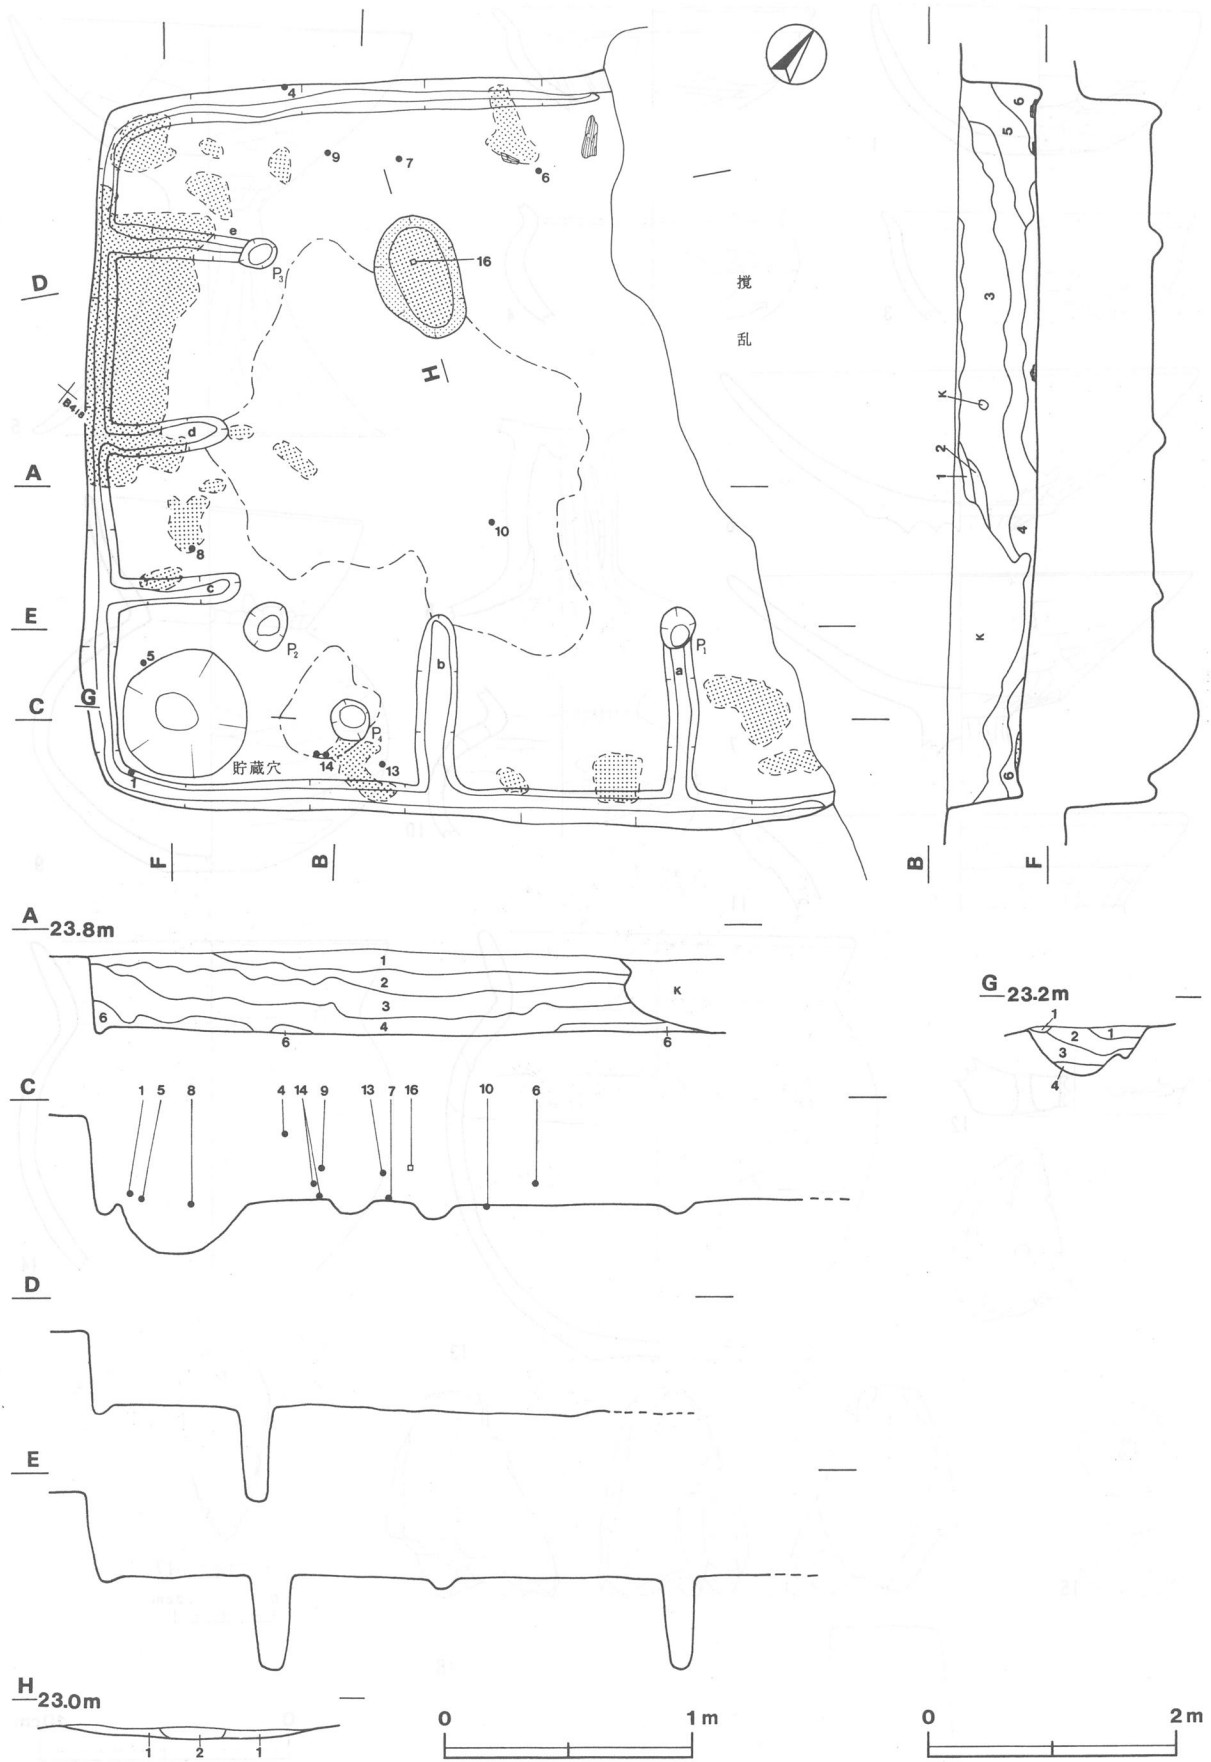 4
9
7
6
e
P3
16
D
H
攪
乱
B4I8
d
A
10
8
c
E
P2
P1
5
b
a
G
C
P4
14
13
貯蔵穴
1
F
B
6
5
3
K
2
1
4
K
6
B
F
A 23.8m
1
2
K
3
6
4
6
6
G 23.2m
1
2
1
3
4
C
1 5 8 4 14 9 13 7 16 10 6
D
E
H 23.0m
1 2 1
0 1m
0 2m